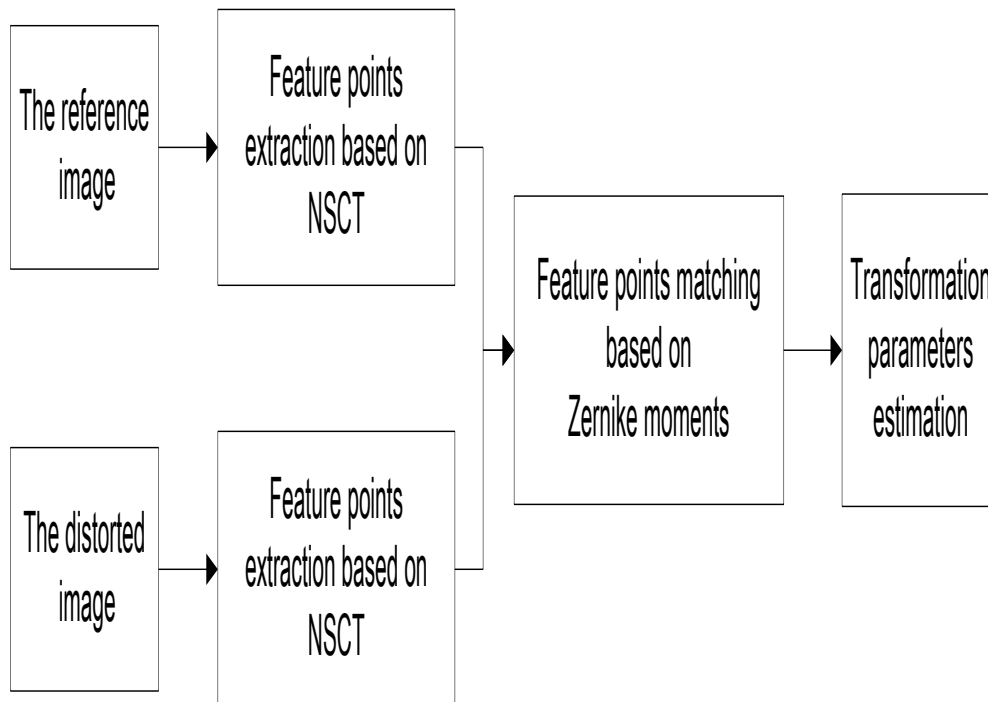 The reference
image
Feature points
extraction based on
NSCT
The distorted
image
Feature points
extraction based on
NSCT
Feature points matching
based on
Zernike moments
Transformation
parameters
estimation